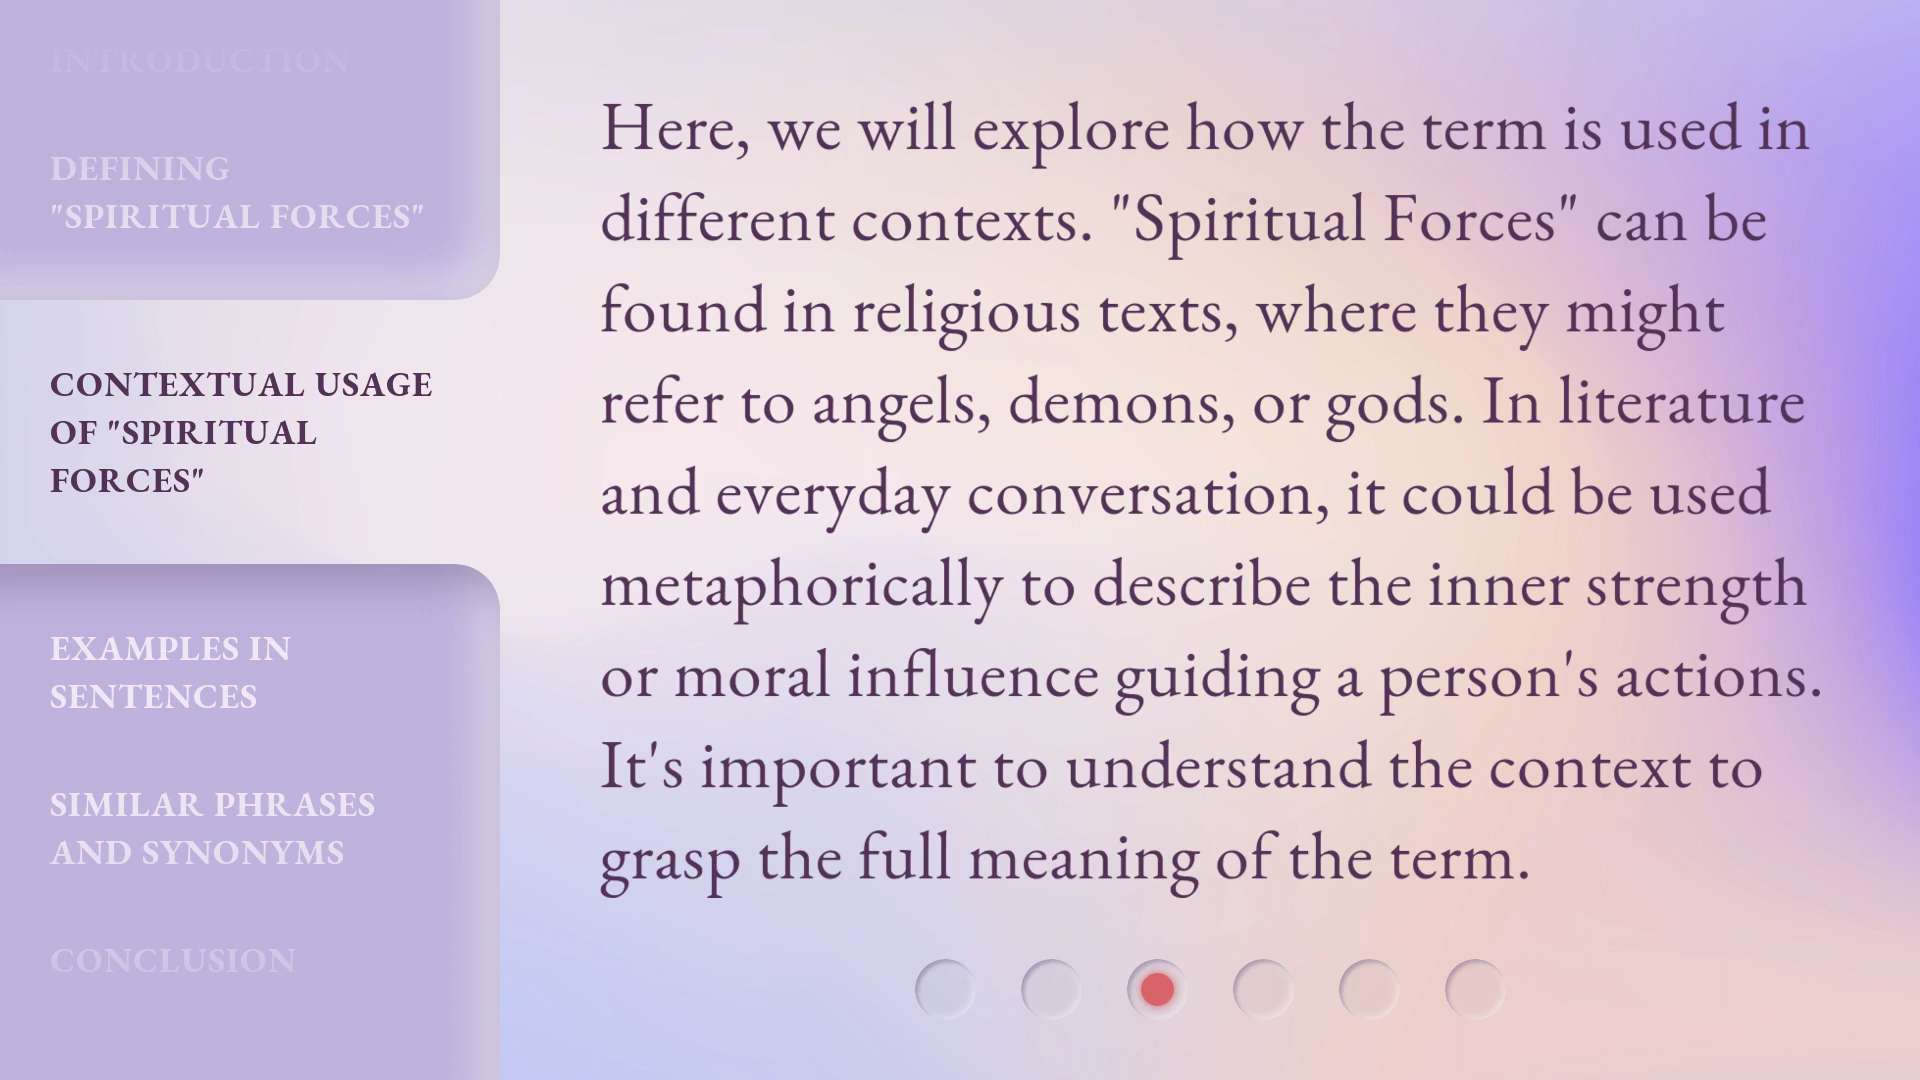 INTRODUCTION
DEFINING
"SPIRITUAL FORCES"
CONTEXTUAL USAGE
OF "SPIRITUAL
FORCES"
EXAMPLES IN
SENTENCES
SIMILAR PHRASES
AND SYNONYMS
CONCLUSION
Here, we will explore how the term is used in
different contexts. "Spiritual Forces" can be
found in religious texts, where they might
refer to angels, demons, or gods. In literature
and everyday conversation, it could be used
metaphorically to describe the inner strength
or moral influence guiding a person's actions.
It's important to understand the context to
grasp the full meaning of the term.